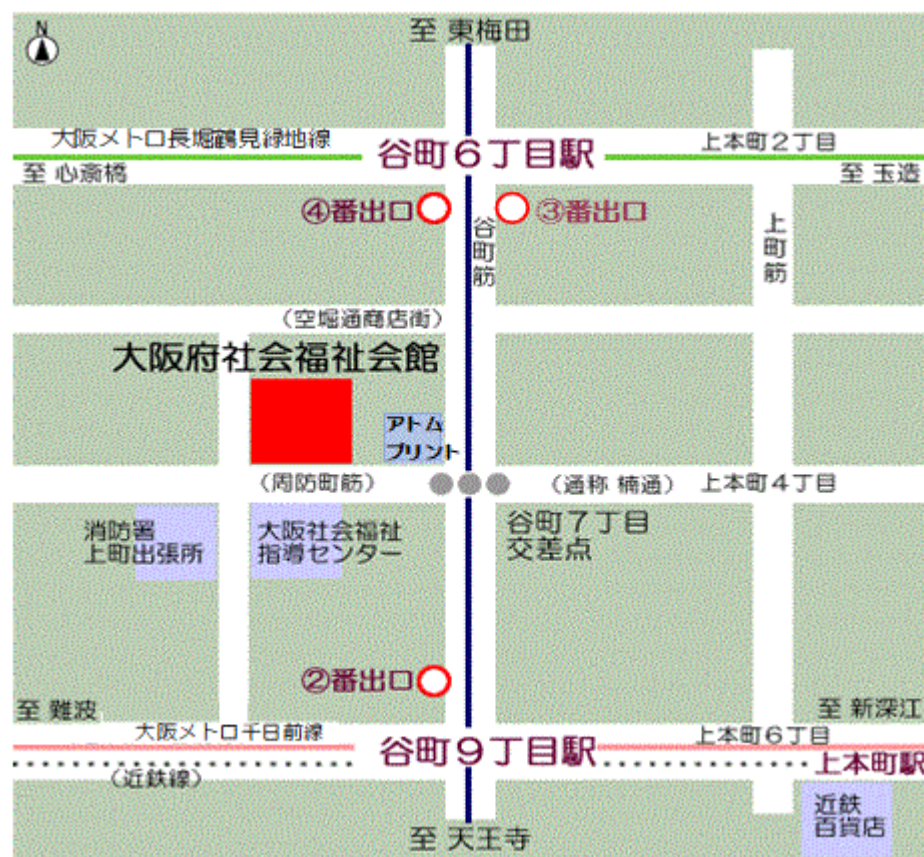 N
至 東梅田
大阪メトロ長堀鶴見緑地線
谷町6丁目駅
上本町2丁目
至 心斎橋
至 玉造
④番出口
③番出口
谷町筋
上町筋
（空堀通商店街）
大阪府社会福祉会館
アトム
プリント
（周防町筋）
（通称 楠通）
上本町4丁目
消防署
上町出張所
大阪社会福祉
指導センター
谷町7丁目
交差点
②番出口
至 難波
至 新深江
大阪メトロ千日前線
谷町9丁目駅
上本町6丁目
（近鉄線）
上本町駅
近鉄
百貨店
至 天王寺